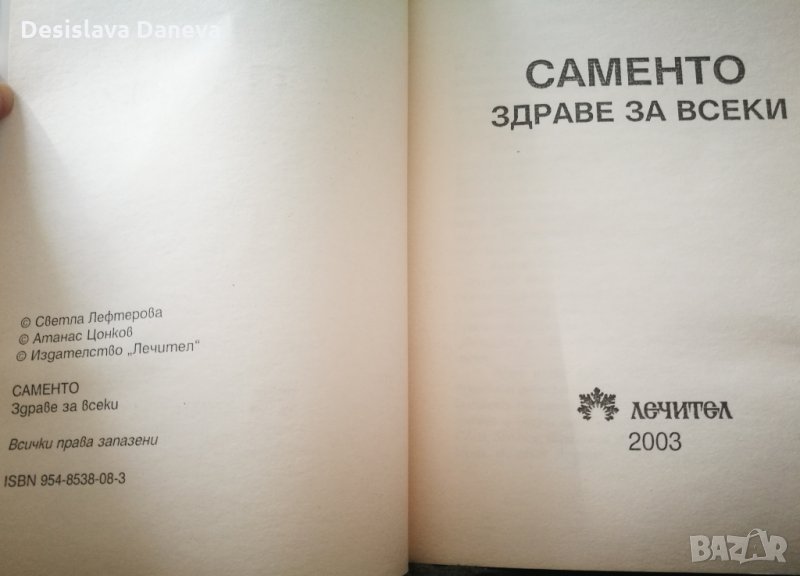 Desislava Daneva
© Светла Лефтерова
© Атанас Цонков
© Издателство „Лечител“
САМЕНТО
Здраве за всеки
Всички права запазени
ISBN 954-8538-08-3
САМЕНТО
ЗДРАВЕ ЗА ВСЕКИ
ЛЕЧИТЕЛ
2003
BAZAR